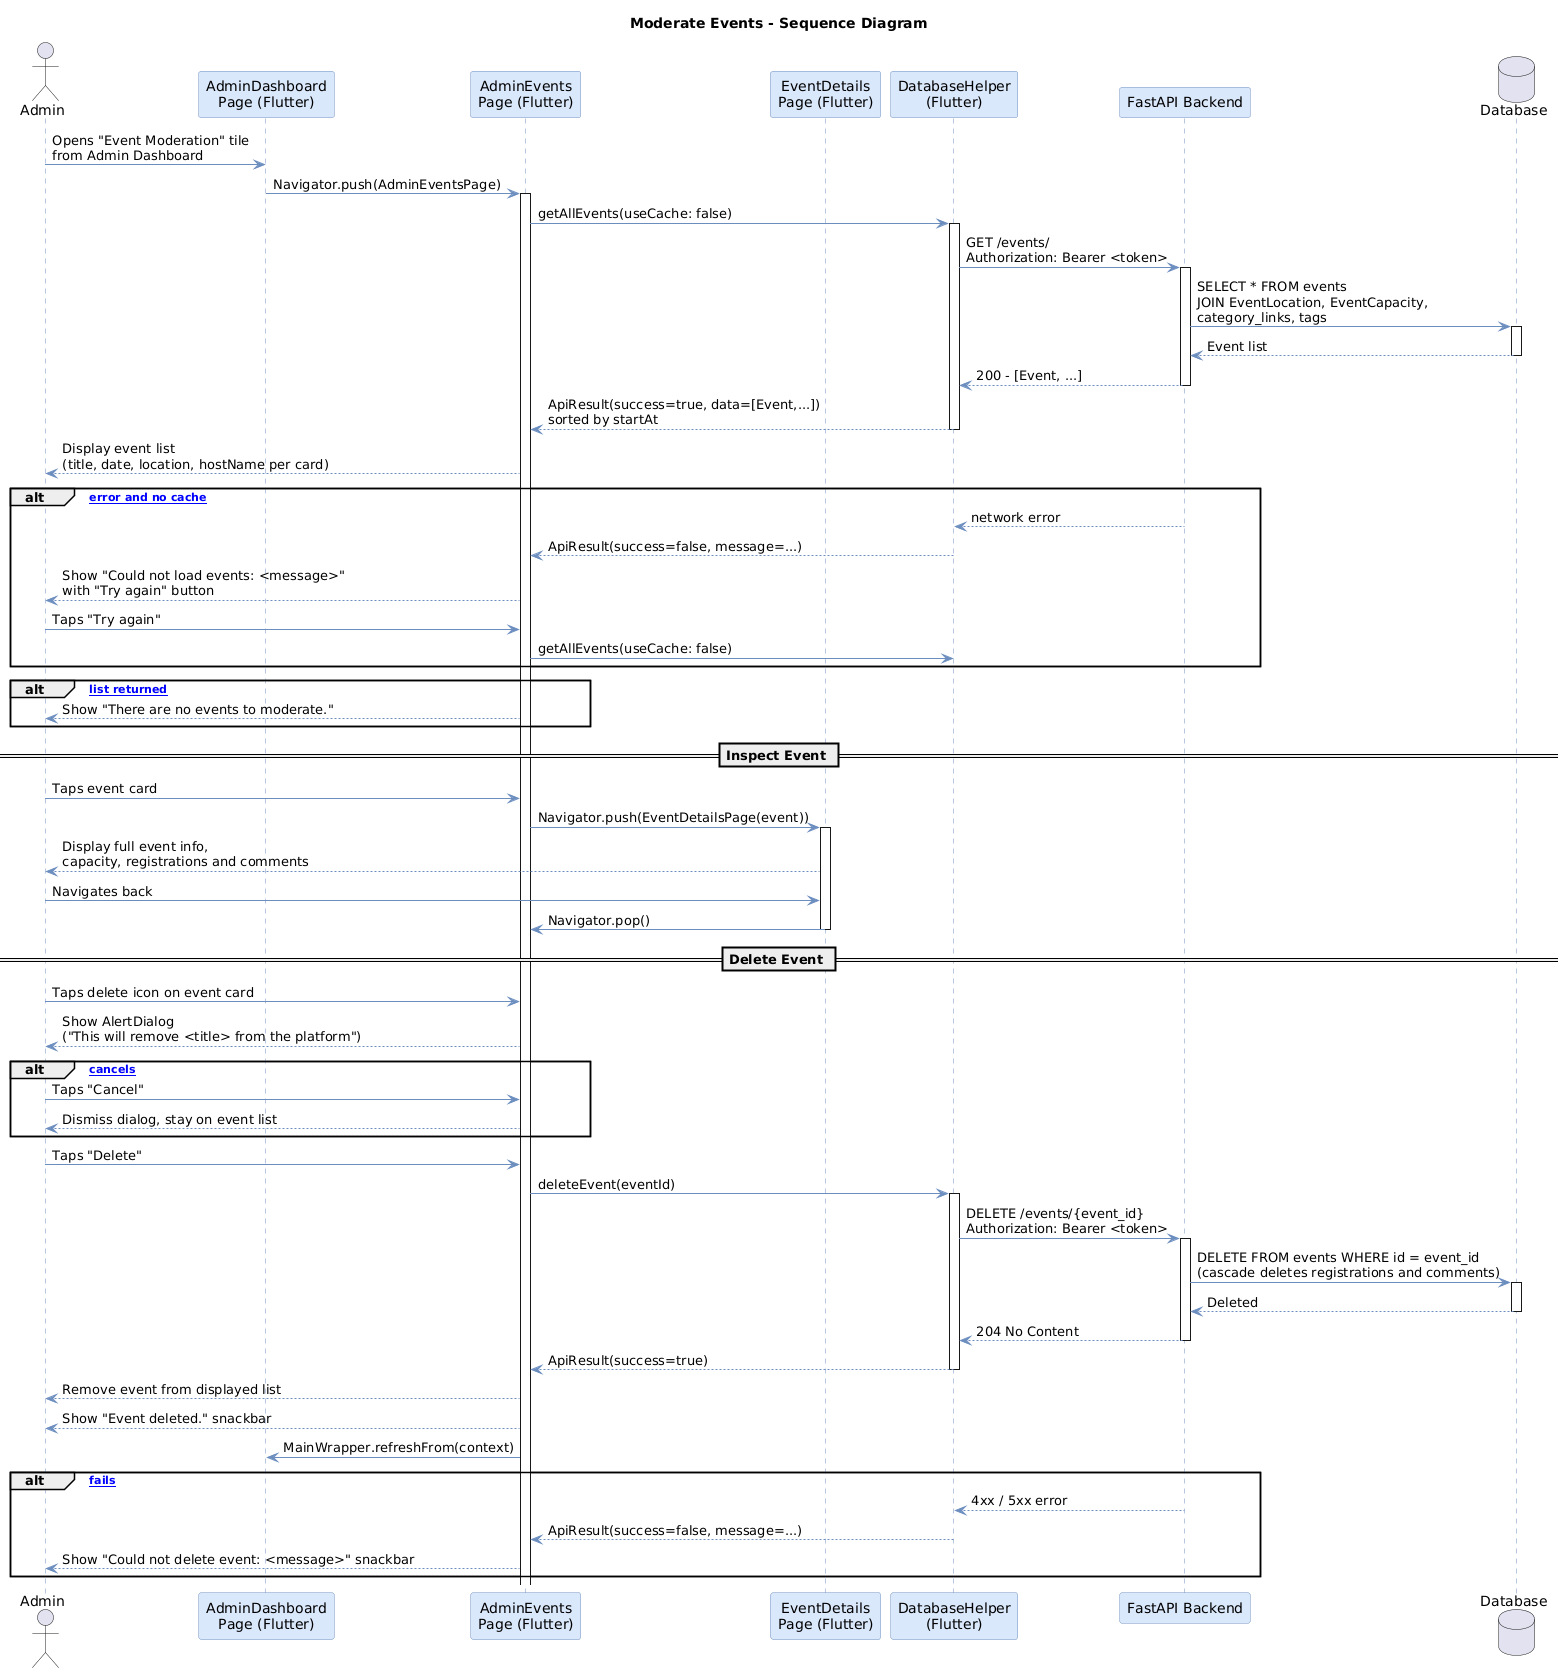 Moderate Events - Sequence Diagram
Admin
AdminDashboard
Page (Flutter)
AdminEvents
Page (Flutter)
EventDetails
Page (Flutter)
DatabaseHelper
(Flutter)
FastAPI Backend
Database
Opens "Event Moderation" tile
from Admin Dashboard
Navigator.push(AdminEventsPage)
getAllEvents(useCache: false)
GET /events/
Authorization: Bearer <token>
SELECT * FROM events
JOIN EventLocation, EventCapacity,
category_links, tags
Event list
200 - [Event, ...]
ApiResult(success=true, data=[Event,...])
sorted by startAt
Display event list
(title, date, location, hostName per card)
alt error and no cache
network error
ApiResult(success=false, message=...)
Show "Could not load events: <message>"
with "Try again" button
Taps "Try again"
getAllEvents(useCache: false)
alt list returned
Show "There are no events to moderate."
Inspect Event
Taps event card
Navigator.push(EventDetailsPage(event))
Display full event info,
capacity, registrations and comments
Navigates back
Navigator.pop()
Delete Event
Taps delete icon on event card
Show AlertDialog
("This will remove <title> from the platform")
alt cancels
Taps "Cancel"
Dismiss dialog, stay on event list
Taps "Delete"
deleteEvent(eventId)
DELETE /events/{event_id}
Authorization: Bearer <token>
DELETE FROM events WHERE id = event_id
(cascade deletes registrations and comments)
Deleted
204 No Content
ApiResult(success=true)
Remove event from displayed list
Show "Event deleted." snackbar
MainWrapper.refreshFrom(context)
alt fails
4xx / 5xx error
ApiResult(success=false, message=...)
Show "Could not delete event: <message>" snackbar
Admin
AdminDashboard
Page (Flutter)
AdminEvents
Page (Flutter)
EventDetails
Page (Flutter)
DatabaseHelper
(Flutter)
FastAPI Backend
Database